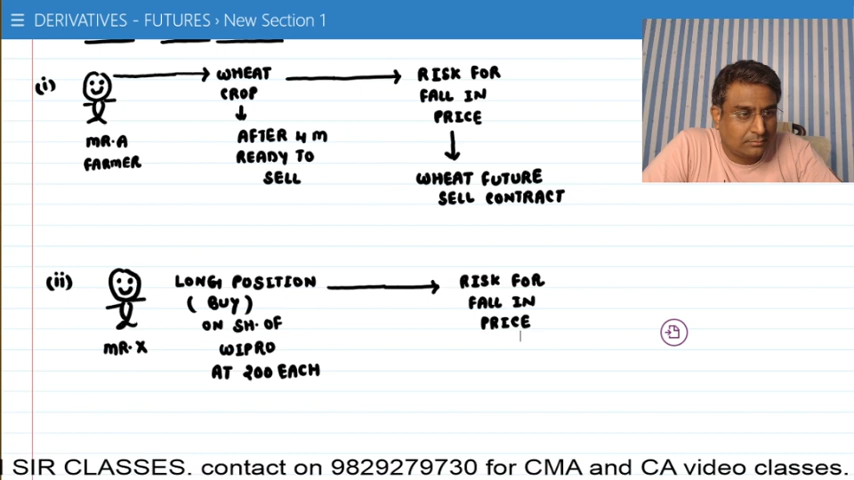 DERIVATIVES - FUTURES › New Section 1
(i)
MR.A
FARMER
WHEAT
CROP
AFTER 4 M
READY TO
SELL
RISK FOR
FALL IN
PRICE
WHEAT FUTURE
SELL CONTRACT
(ii)
MR.X
LONG POSITION
(BUY)
ON SH. OF
WIPRO
AT 200 EACH
RISK FOR
FALL IN
PRICE
SIR CLASSES. contact on 9829279730 for CMA and CA video classes.